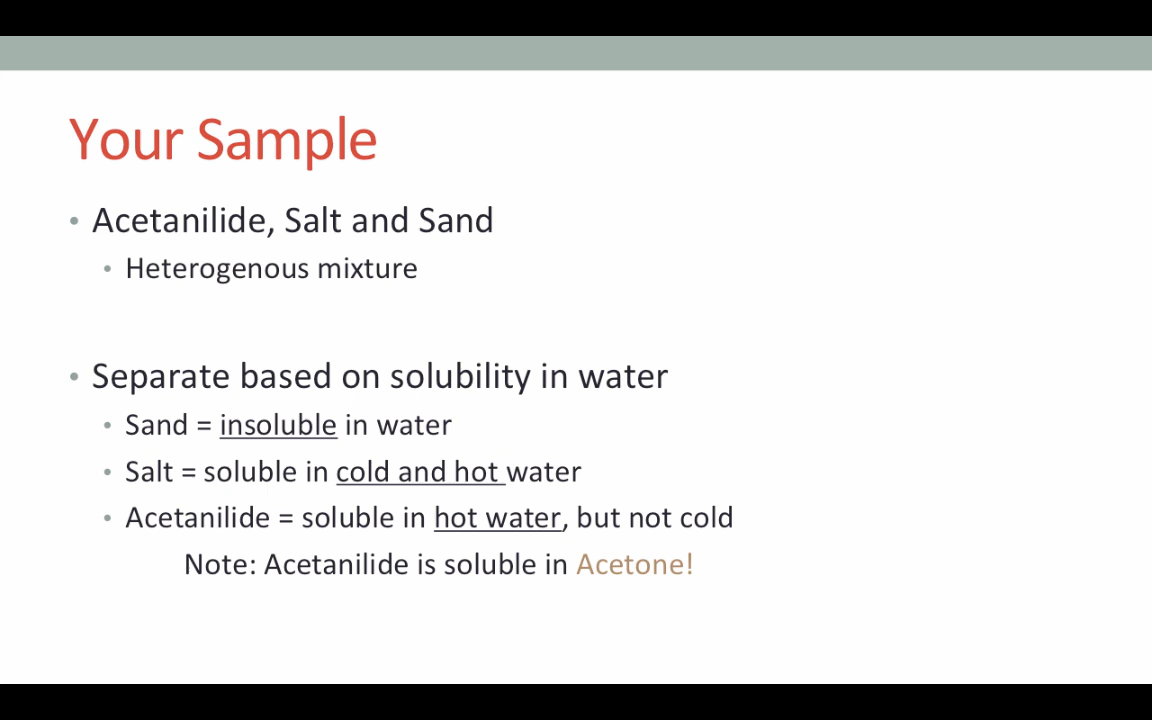 Your Sample
• Acetanilide, Salt and Sand
• Heterogenous mixture
• Separate based on solubility in water
• Sand = insoluble in water
• Salt = soluble in cold and hot water
• Acetanilide = soluble in hot water, but not cold
Note: Acetanilide is soluble in Acetone!